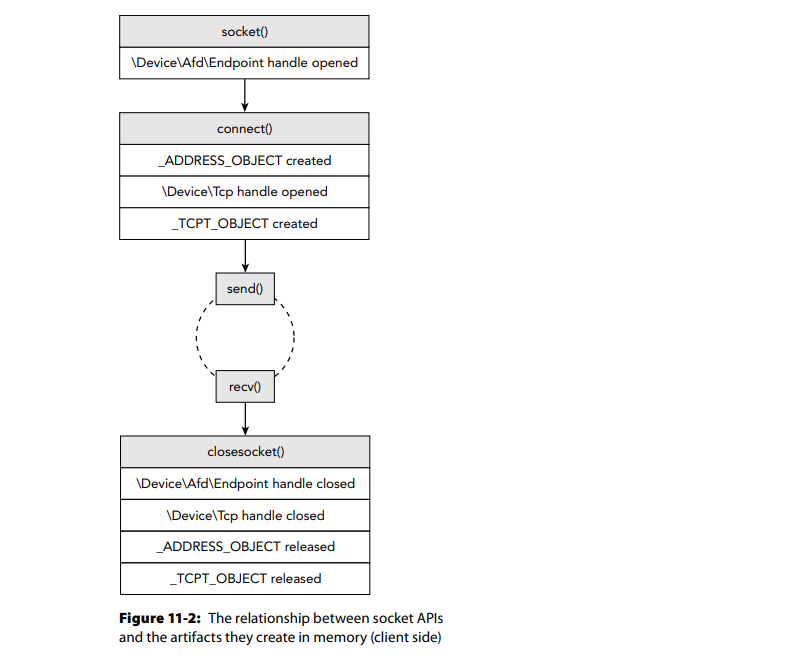 socket()
\Device\Afd\Endpoint handle opened
connect()
_ADDRESS_OBJECT created
\Device\Tcp handle opened
_TCPT_OBJECT created
send()
recv()
closesocket()
\Device\Afd\Endpoint handle closed
\Device\Tcp handle closed
_ADDRESS_OBJECT released
_TCPT_OBJECT released
Figure 11-2: The relationship between socket APIs
and the artifacts they create in memory (client side)